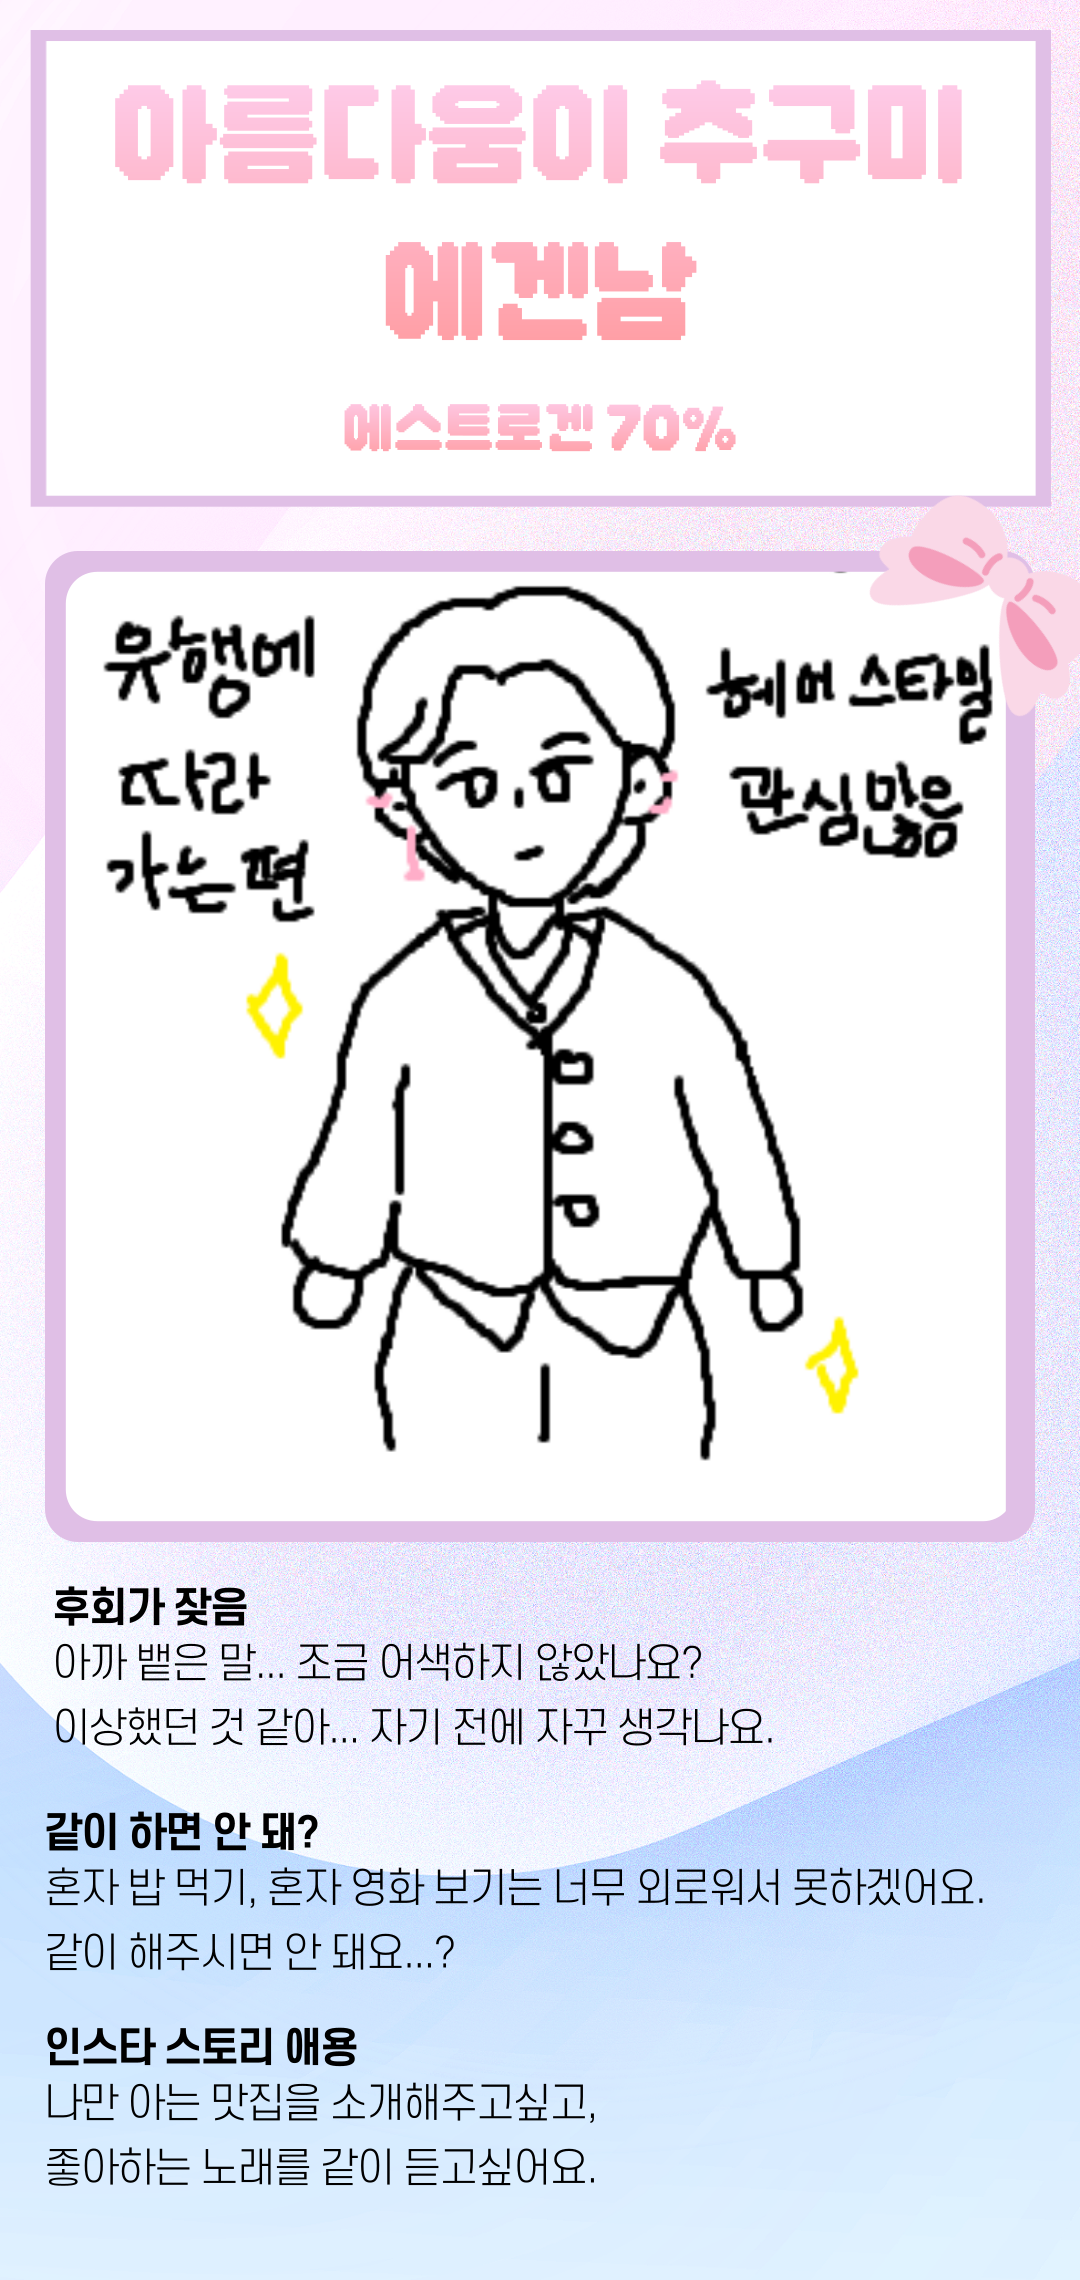 아름다움이 추구미
에겐남
에스트로겐 70%
유행에
따라
가는편
헤어 스타일
관심많음
후회가 잦음
아까 뱉은 말... 조금 어색하지 않았나요?
이상했던 것 같아... 자기 전에 자꾸 생각나요.
같이 하면 안 돼?
혼자 밥 먹기, 혼자 영화 보기는 너무 외로워서 못하겠어요.
같이 해주시면 안 돼요...?
인스타 스토리 애용
나만 아는 맛집을 소개해주고싶고,
좋아하는 노래를 같이 듣고싶어요.